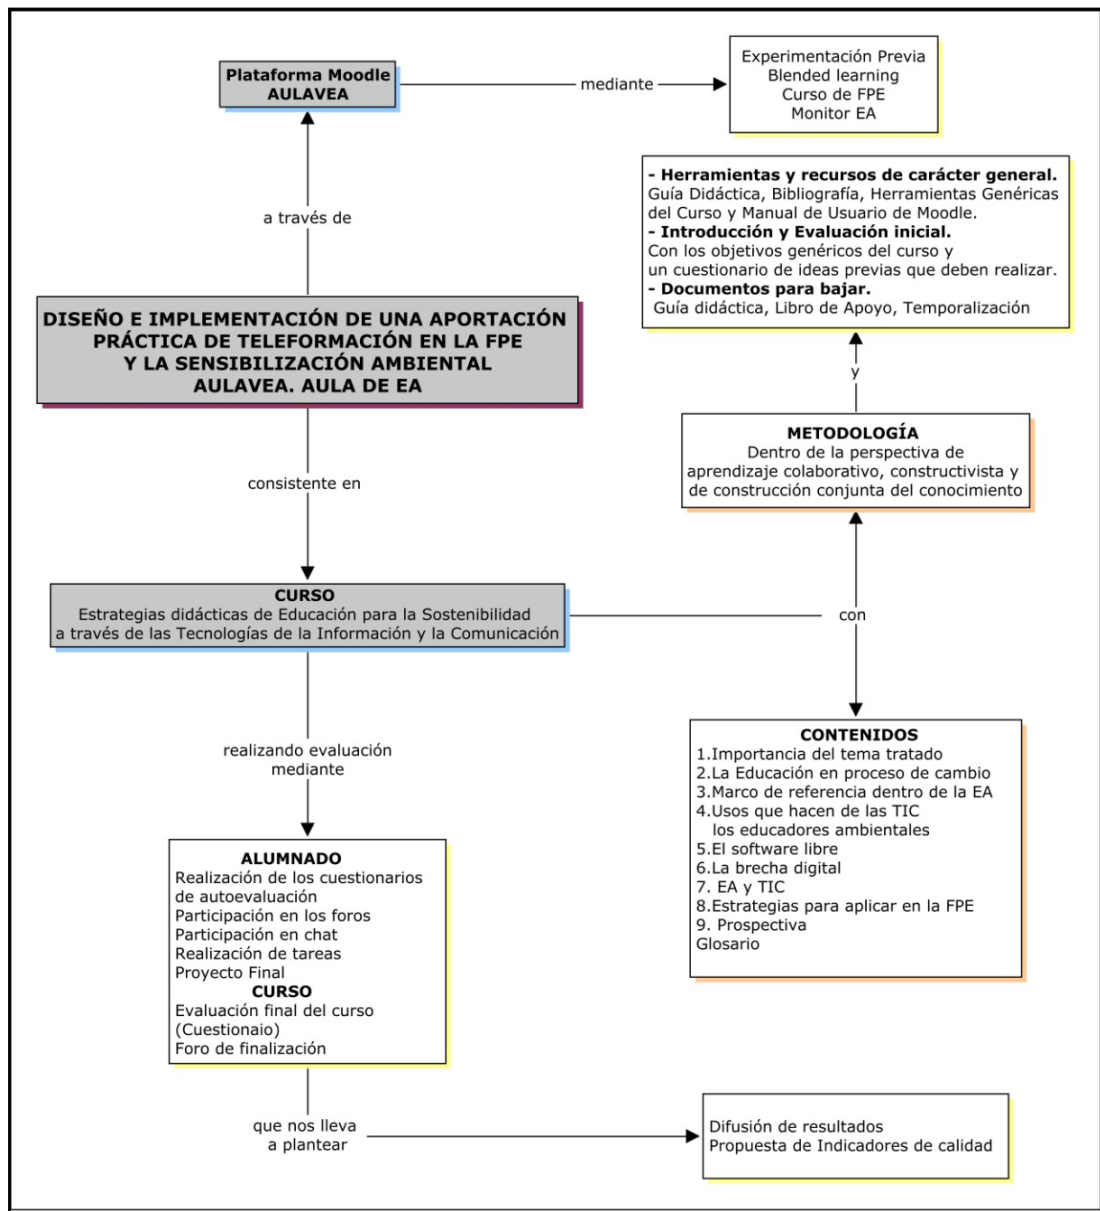 Plataforma Moodle
AULAVEA
mediante
Experimentación Previa
Blended learning
Curso de FPE
Monitor EA
a través de
- Herramientas y recursos de carácter general.
Guía Didáctica, Bibliografía, Herramientas Genéricas
del Curso y Manual de Usuario de Moodle.
- Introducción y Evaluación inicial.
Con los objetivos genéricos del curso y
un cuestionario de ideas previas que deben realizar.
- Documentos para bajar.
Guía didáctica, Libro de Apoyo, Temporalización
DISEÑO E IMPLEMENTACIÓN DE UNA APORTACIÓN
PRÁCTICA DE TELEFORMACIÓN EN LA FPE
Y LA SENSIBILIZACIÓN AMBIENTAL
AULAVEA. AULA DE EA
y
METODOLOGÍA
Dentro de la perspectiva de
aprendizaje colaborativo, constructivista y
de construcción conjunta del conocimiento
consistente en
CURSO
Estrategias didácticas de Educación para la Sostenibilidad
a través de las Tecnologías de la Información y la Comunicación
con
realizando evaluación
mediante
CONTENIDOS
1.Importancia del tema tratado
2.La Educación en proceso de cambio
3.Marco de referencia dentro de la EA
4.Usos que hacen de las TIC
los educadores ambientales
5.El software libre
6.La brecha digital
7. EA y TIC
8.Estrategias para aplicar en la FPE
9. Prospectiva
Glosario
ALUMNADO
Realización de los cuestionarios
de autoevaluación
Participación en los foros
Participación en chat
Realización de tareas
Proyecto Final
CURSO
Evaluación final del curso
(Cuestionaio)
Foro de finalización
que nos lleva
a plantear
Difusión de resultados
Propuesta de Indicadores de calidad